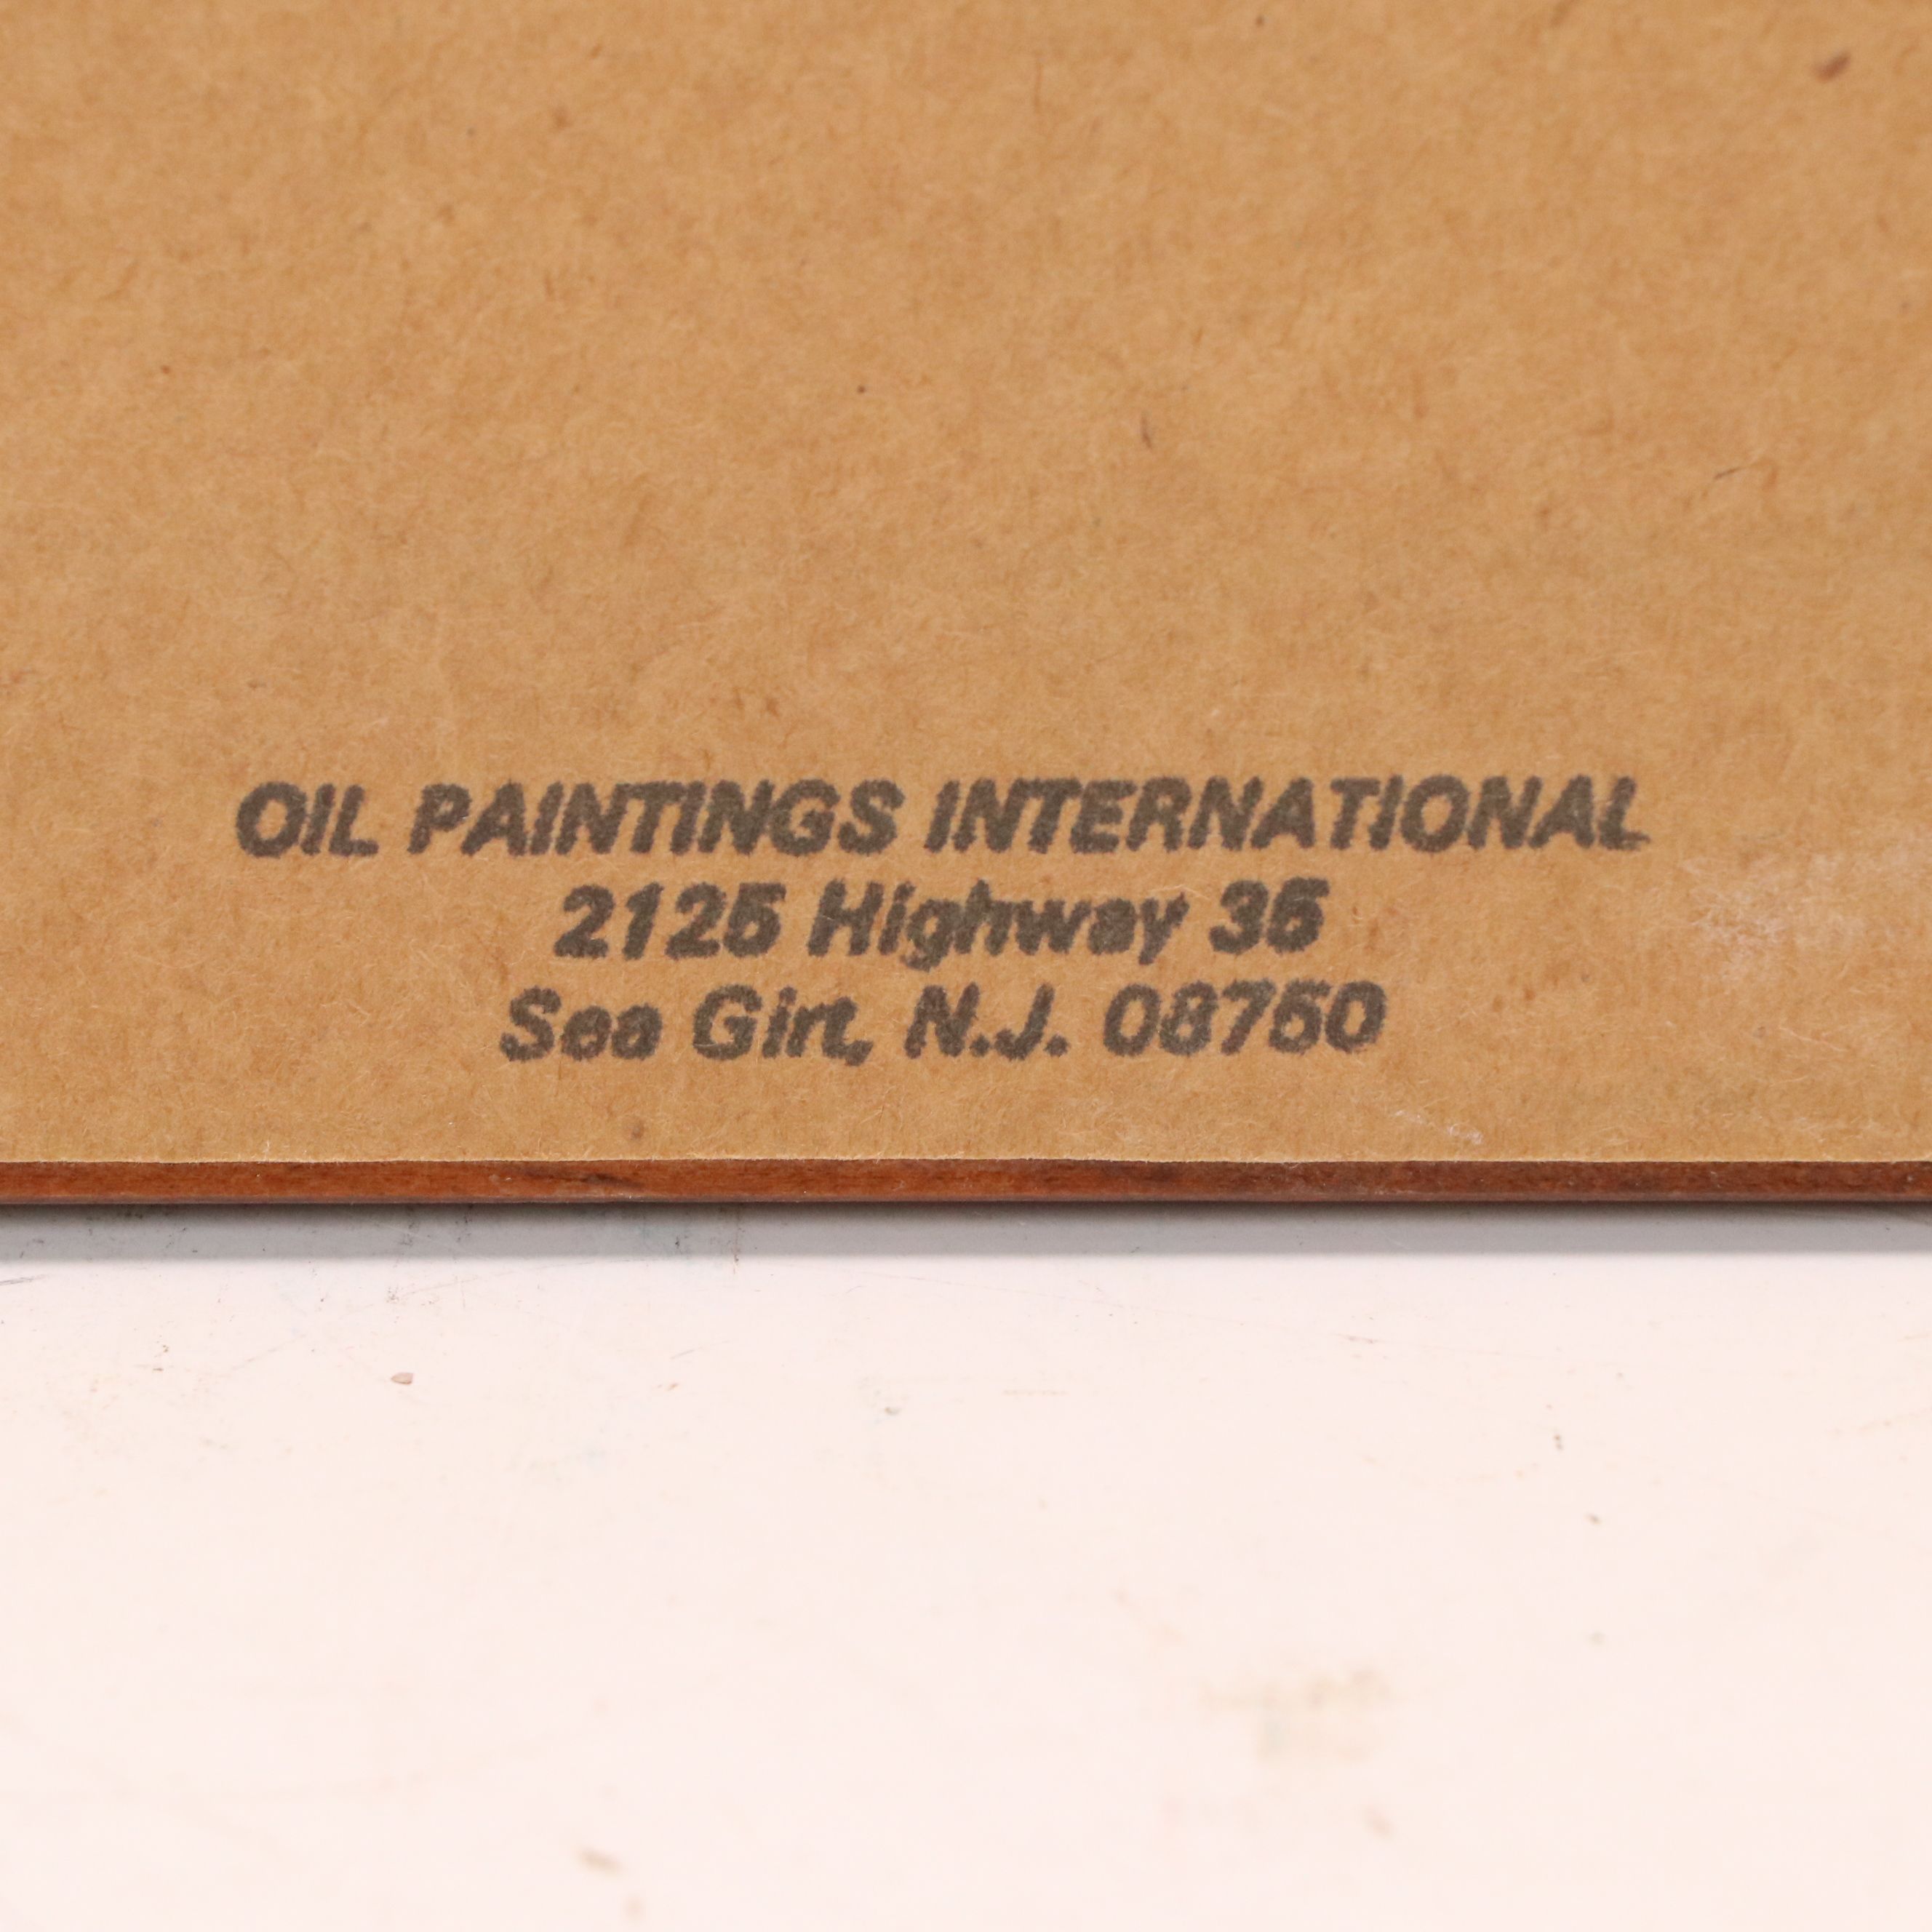 OIL PAINTINGS INTERNATIONAL
2125 Highway 35
Sea Girt, N.J. 08750